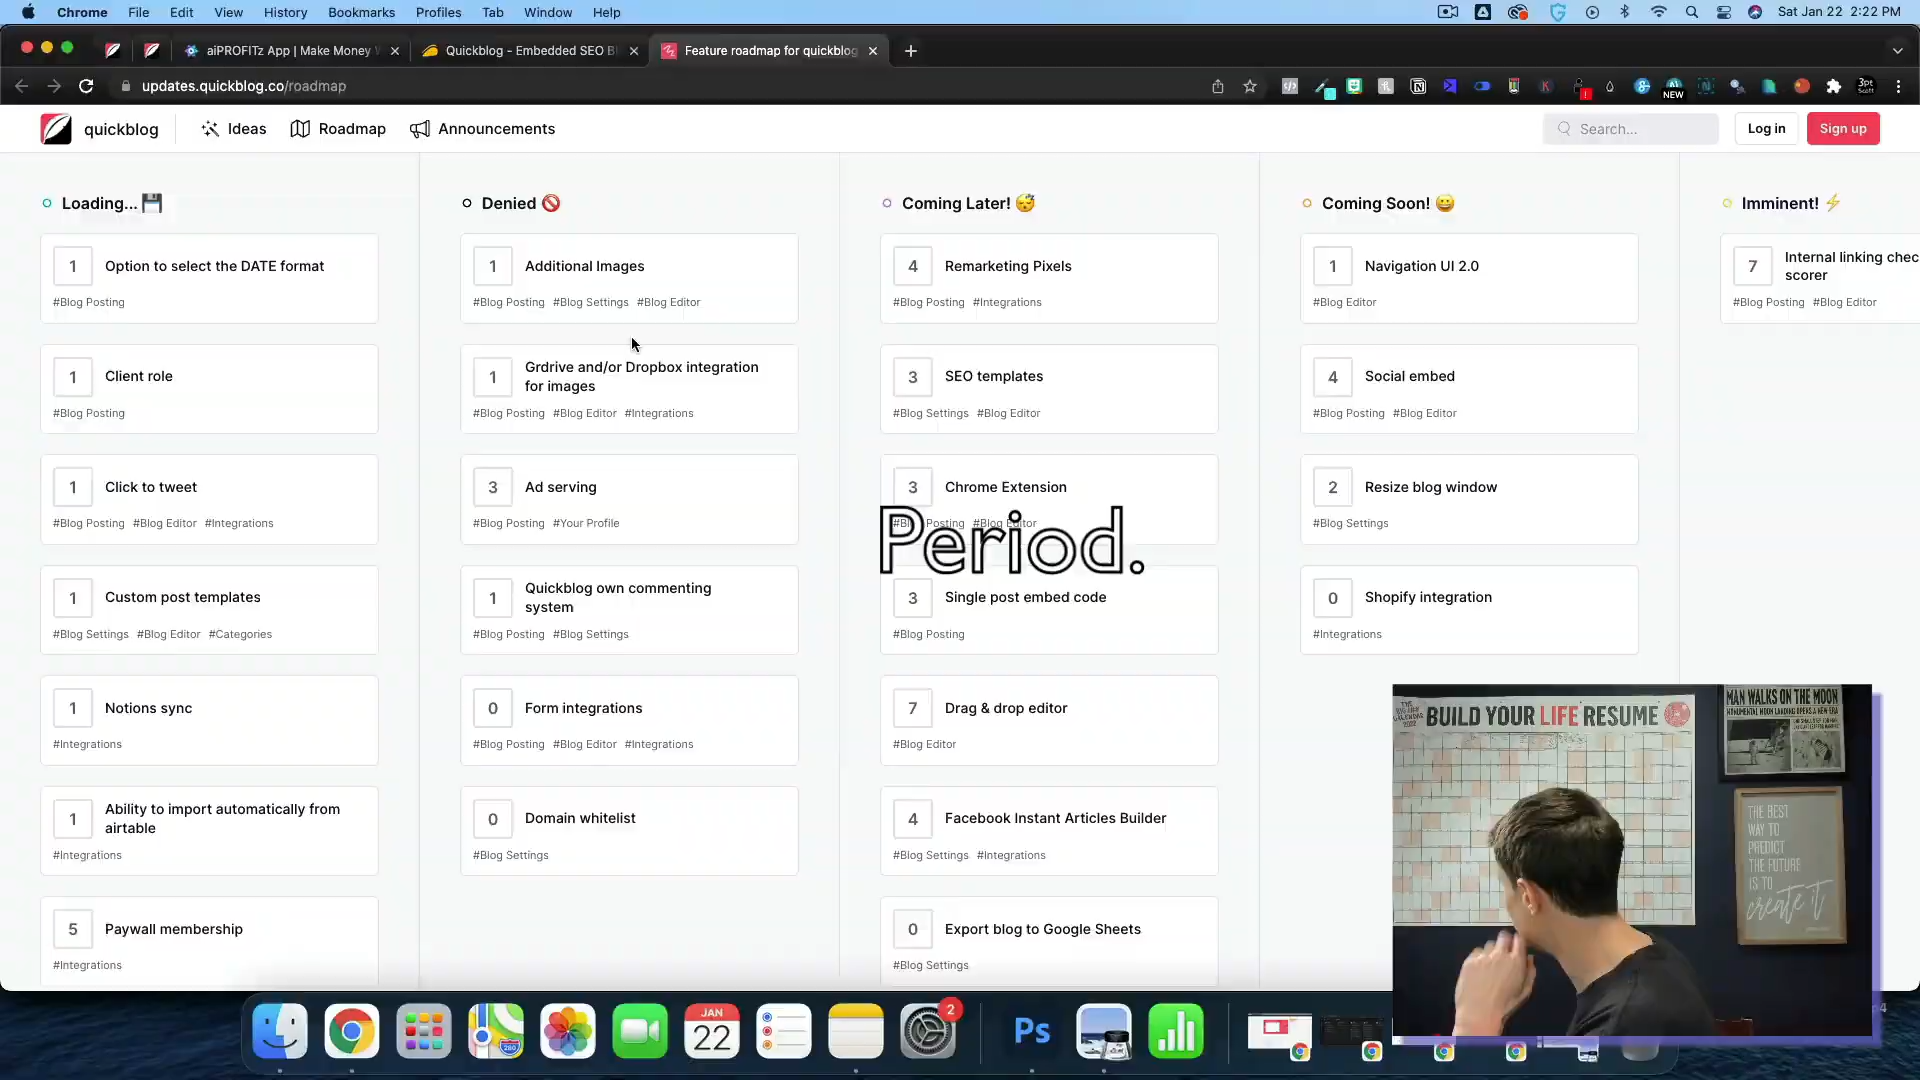 Chrome File Edit View History Bookmarks Profiles Tab Window Help Sat Jan 22 2:22 PM
aiPROFITz App | Make Money
Quickblog - Embedded SEO Bl
Feature roadmap for quickblog
updates.quickblog.co/roadmap
NEW
quickblog
Ideas
Roadmap
Announcements
Search...
Log in
Sign up
Loading... 💾
1 Option to select the DATE format
#Blog Posting
1 Client role
#Blog Posting
1 Click to tweet
#Blog Posting #Blog Editor #Integrations
1 Custom post templates
#Blog Settings #Blog Editor #Categories
1 Notions sync
#Integrations
1 Ability to import automatically from
airtable
#Integrations
5 Paywall membership
#Integrations
Denied 🚫
1 Additional Images
#Blog Posting #Blog Settings #Blog Editor
1 Grdrive and/or Dropbox integration
for images
#Blog Posting #Blog Editor #Integrations
3 Ad serving
#Blog Posting #Your Profile
1 Quickblog own commenting
system
#Blog Posting #Blog Settings
0 Form integrations
#Blog Posting #Blog Editor #Integrations
0 Domain whitelist
#Blog Settings
Coming Later! 😴
4 Remarketing Pixels
#Blog Posting #Integrations
3 SEO templates
#Blog Settings #Blog Editor
3 Chrome Extension
#Blog Posting #Blog Editor
Period.
3 Single post embed code
#Blog Posting
7 Drag & drop editor
#Blog Editor
4 Facebook Instant Articles Builder
#Blog Settings #Integrations
0 Export blog to Google Sheets
#Blog Settings
Coming Soon! 😀
1 Navigation UI 2.0
#Blog Editor
4 Social embed
#Blog Posting #Blog Editor
2 Resize blog window
#Blog Settings
0 Shopify integration
#Integrations
Imminent! ⚡
7 Internal linking chec
scorer
#Blog Posting #Blog Editor
BUILD YOUR LIFE RESUME
MAN WALKS ON THE MOON
THE BEST
WAY TO
PREDICT
THE FUTURE
IS TO
create it
JAN
22
2
Ps
280